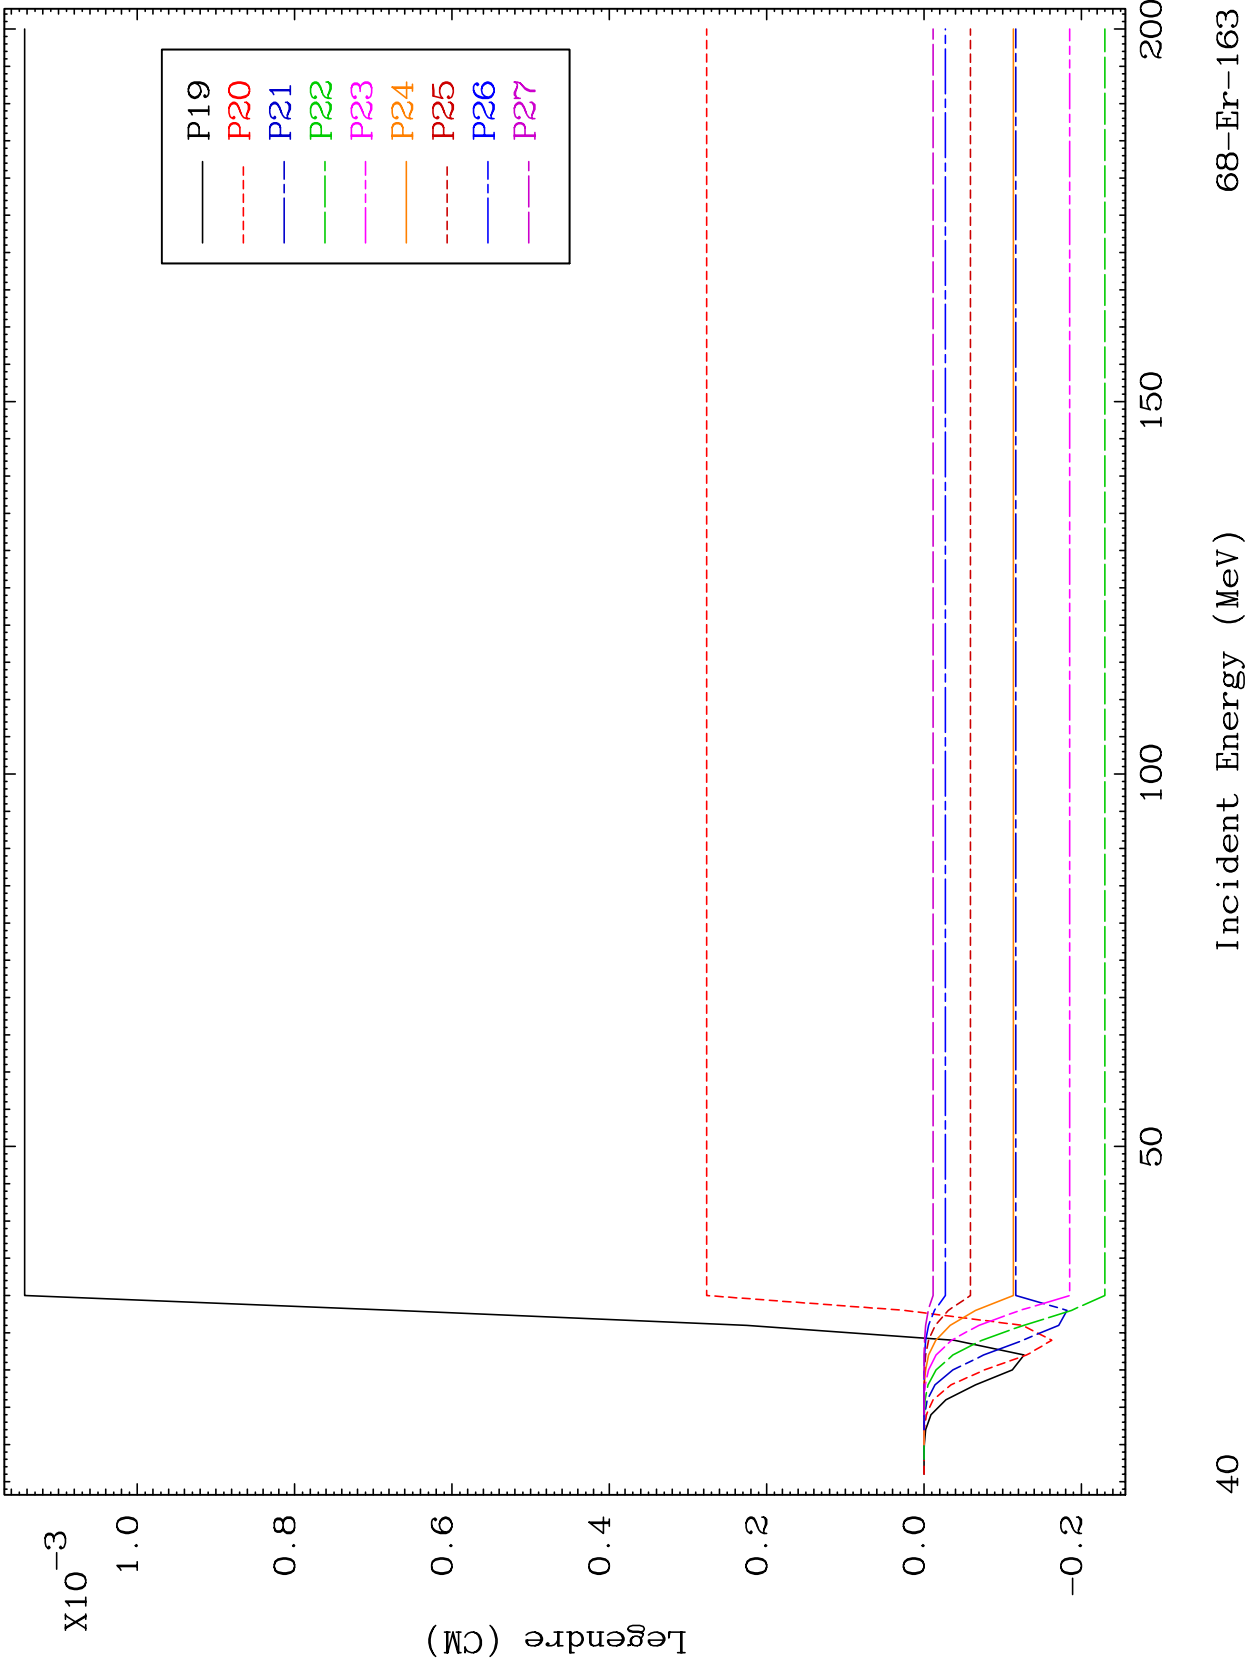 X10-3
1.0
0.8
0.6
0.4
0.2
0.0
-0.2
Legendre (CM)
P19
P20
P21
P22
P23
P24
P25
P26
P27
50
100
150
200
Incident Energy (MeV)
40
68-Er-163